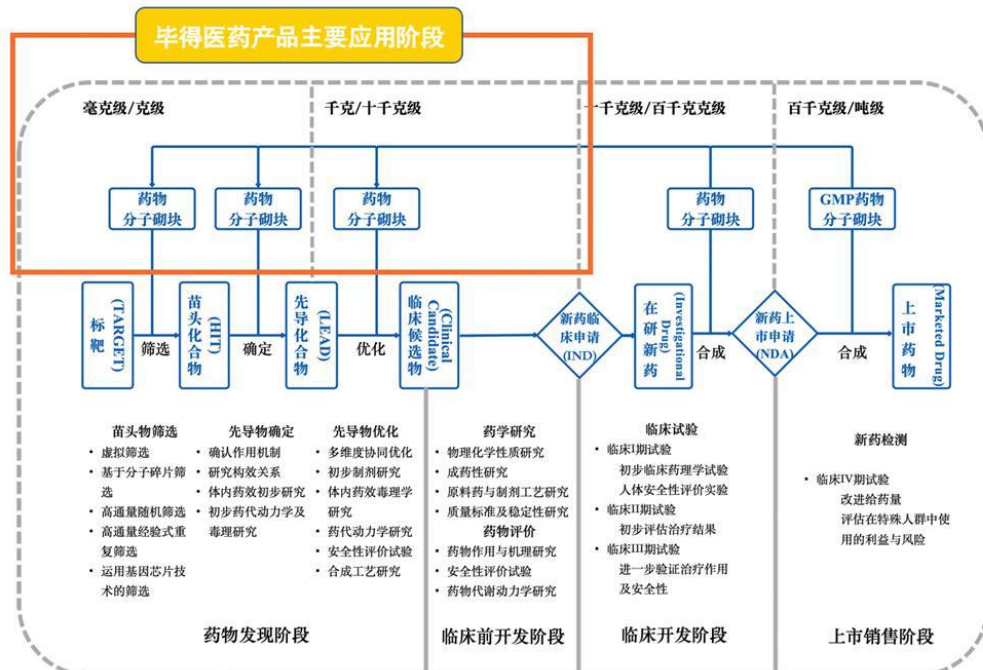 毕得医药产品主要应用阶段
毫克级/克级
千克/十千克级
十千克级/百千克克级
百千克级/吨级
药物
分子砌块
药物
分子砌块
药物
分子砌块
药物
分子砌块
GMP药物
分子砌块
标靶
(TARGET)
筛选
苗头化合物
(HIT)
确定
先导化合物
(LEAD)
优化
临床候选物
(Clinical
Candidate)
新药临
床申请
(IND)
在研新药
(Investigational
Drug)
合成
新药上
市申请
(NDA)
合成
上市药物
(Marketed Drug)
苗头物筛选
• 虚拟筛选
• 基于分子碎片筛
选
• 高通量随机筛选
• 高通量经验式重
复筛选
• 运用基因芯片技
术的筛选
先导物确定
• 确认作用机制
• 研究构效关系
• 体内药效初步研究
• 初步药代动力学及
毒理研究
先导物优化
• 多维度协同优化
• 初步制剂研究
• 体内药效毒理学
研究
• 药代动力学研究
• 安全性评价试验
• 合成工艺研究
药学研究
• 物理化学性质研究
• 成药性研究
• 原料药与制剂工艺研究
• 质量标准及稳定性研究
药物评价
• 药物作用与机理研究
• 安全性评价试验
• 药物代谢动力学研究
临床试验
• 临床I期试验
初步临床药理学试验
人体安全性评价实验
• 临床II期试验
初步评估治疗结果
• 临床III期试验
进一步验证治疗作用
及安全性
新药检测
• 临床IV期试验
改进给药量
评估在特殊人群中使
用的利益与风险
药物发现阶段
临床前开发阶段
临床开发阶段
上市销售阶段